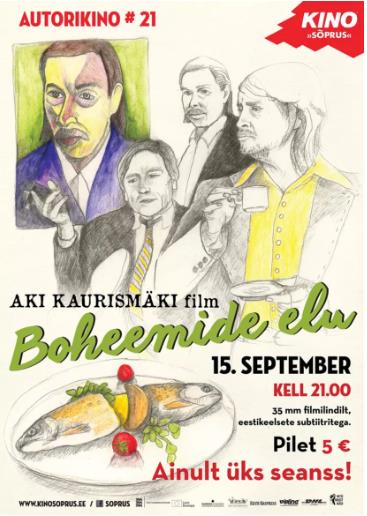 AUTORIKINO # 21
KINO
»SÕPRUS«
AKI KAURISMÄKI film
Boheemide elu
15. SEPTEMBER
KELL 21.00
35 mm filmilindilt,
eestikeelsete subtiitritega.
Pilet 5 €
Ainult üks seanss!
WWW.KINOSOPRUS.EE / SÕPRUS